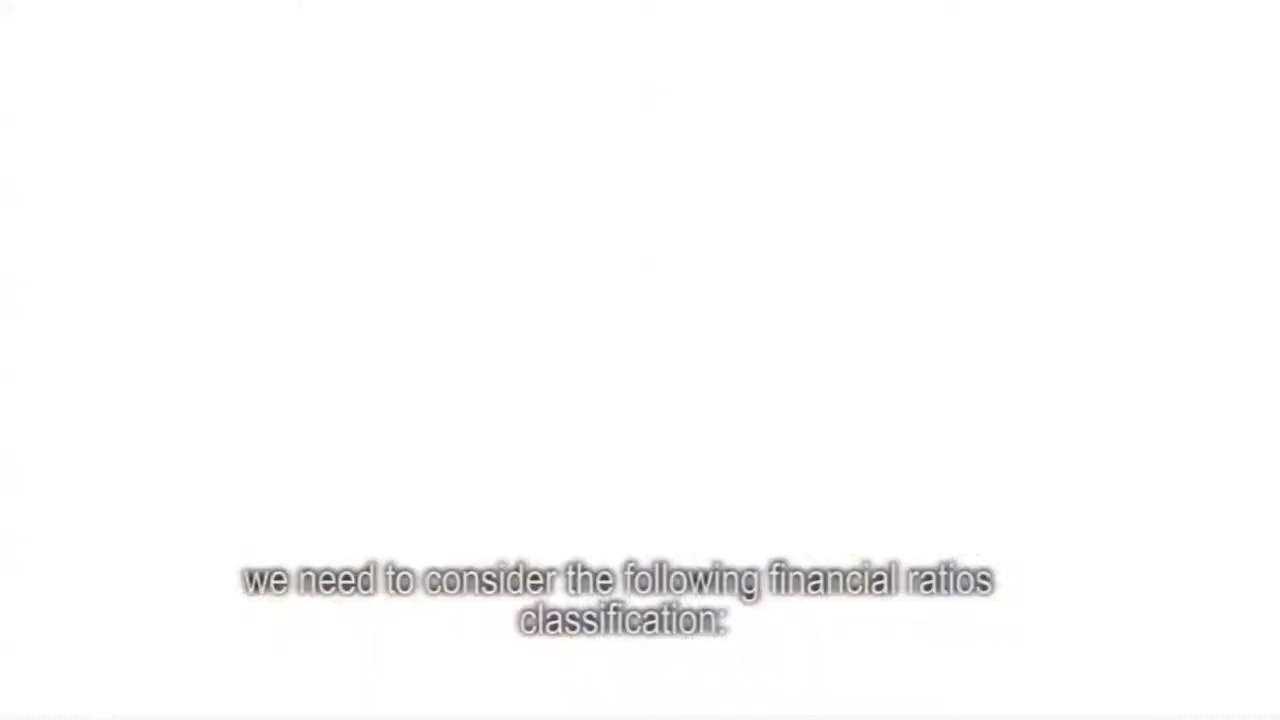 we need to consider the following financial ratios
classification: